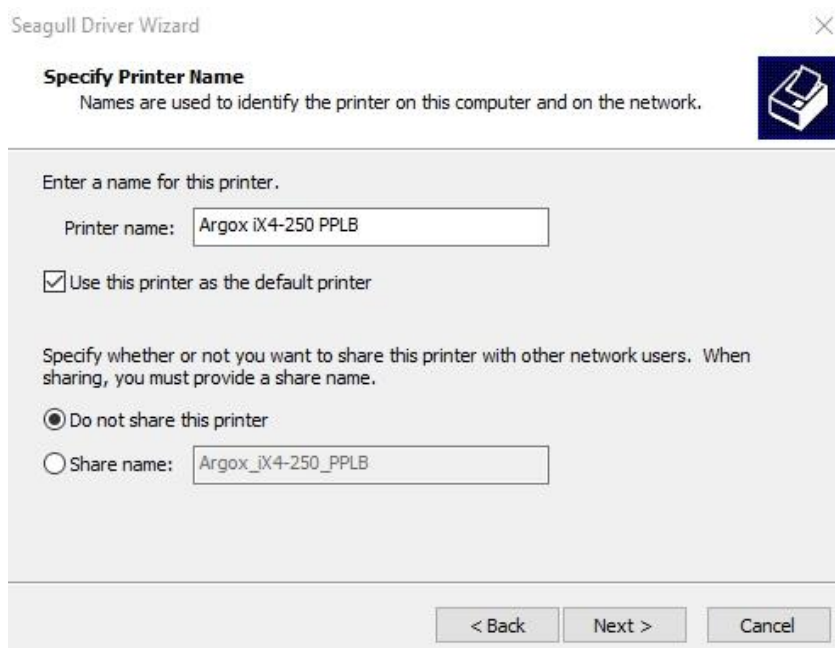 Seagull Driver Wizard
Specify Printer Name
Names are used to identify the printer on this computer and on the network.
Enter a name for this printer.
Printer name: Argox iX4-250 PPLB
Use this printer as the default printer
Specify whether or not you want to share this printer with other network users. When
sharing, you must provide a share name.
Do not share this printer
Share name: Argox_iX4-250_PPLB
< Back Next > Cancel